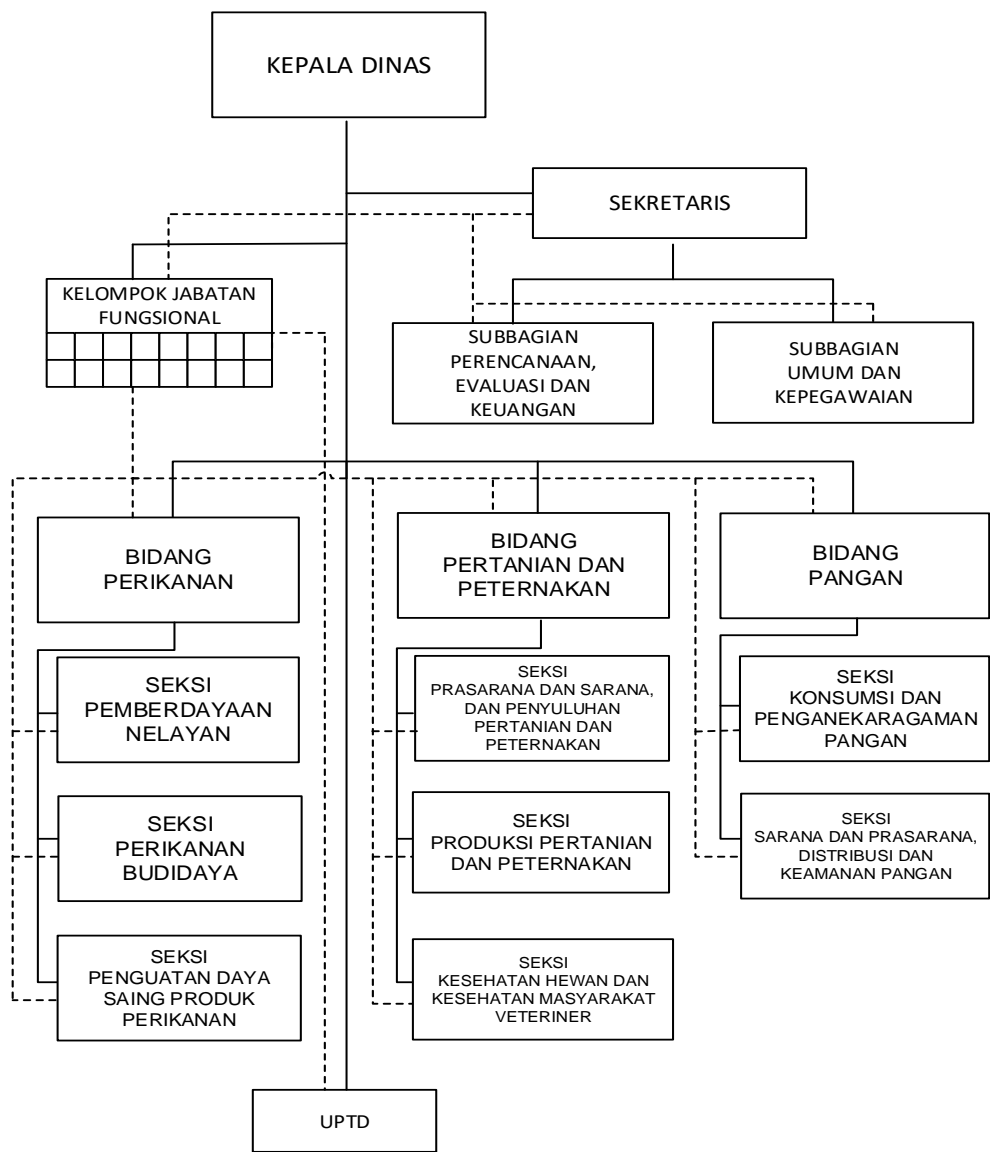 KEPALA DINAS
SEKRETARIS
KELOMPOK JABATAN
FUNGSIONAL
SUBBAGIAN
PERENCANAAN,
EVALUASI DAN
KEUANGAN
SUBBAGIAN
UMUM DAN
KEPEGAWAIAN
BIDANG
PERIKANAN
BIDANG
PERTANIAN DAN
PETERNAKAN
BIDANG
PANGAN
SEKSI
PEMBERDAYAAN
NELAYAN
SEKSI
PRASARANA DAN SARANA,
DAN PENYULUHAN
PERTANIAN DAN
PETERNAKAN
SEKSI
KONSUMSI DAN
PENGANEKARAGAMAN
PANGAN
SEKSI
PERIKANAN
BUDIDAYA
SEKSI
PRODUKSI PERTANIAN
DAN PETERNAKAN
SEKSI
SARANA DAN PRASARANA,
DISTRIBUSI DAN
KEAMANAN PANGAN
SEKSI
PENGUATAN DAYA
SAING PRODUK
PERIKANAN
SEKSI
KESEHATAN HEWAN DAN
KESEHATAN MASYARAKAT
VETERINER
UPTD